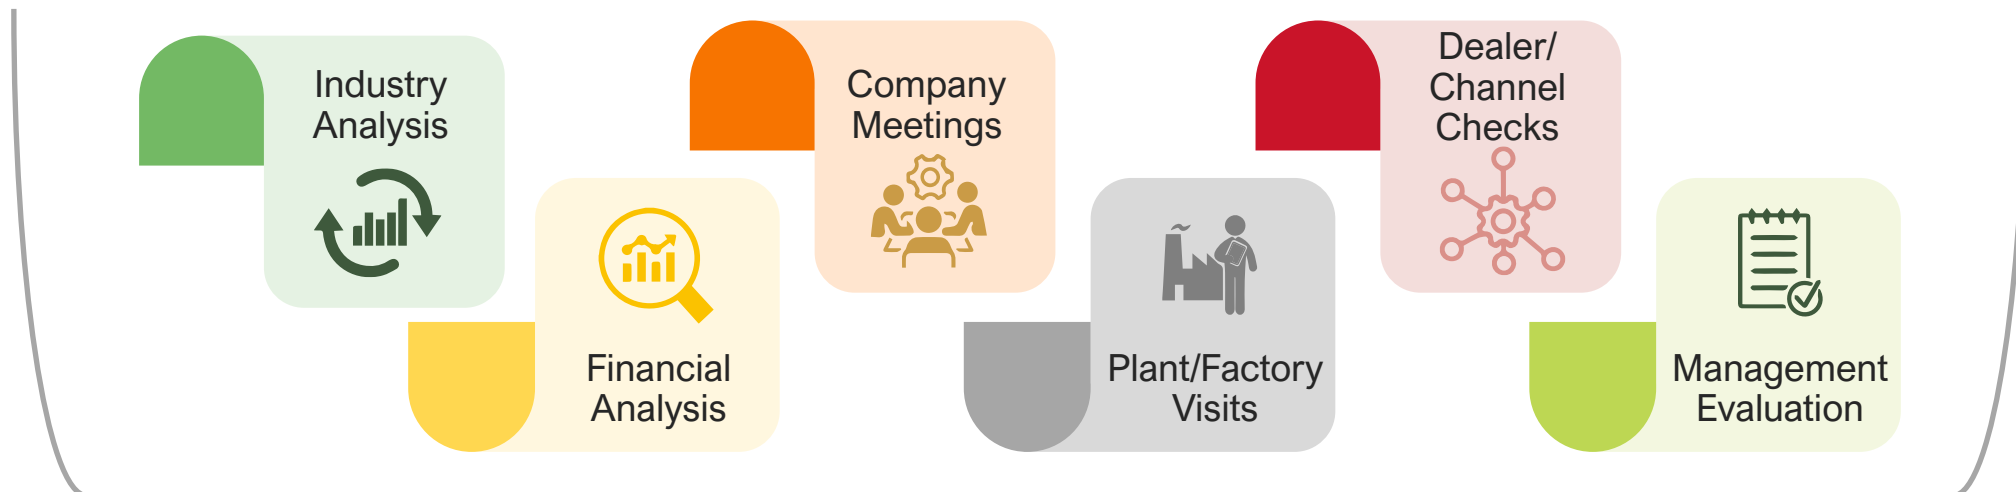 Industry
Analysis
Financial
Analysis
Company
Meetings
Plant/Factory
Visits
Dealer/
Channel
Checks
Management
Evaluation